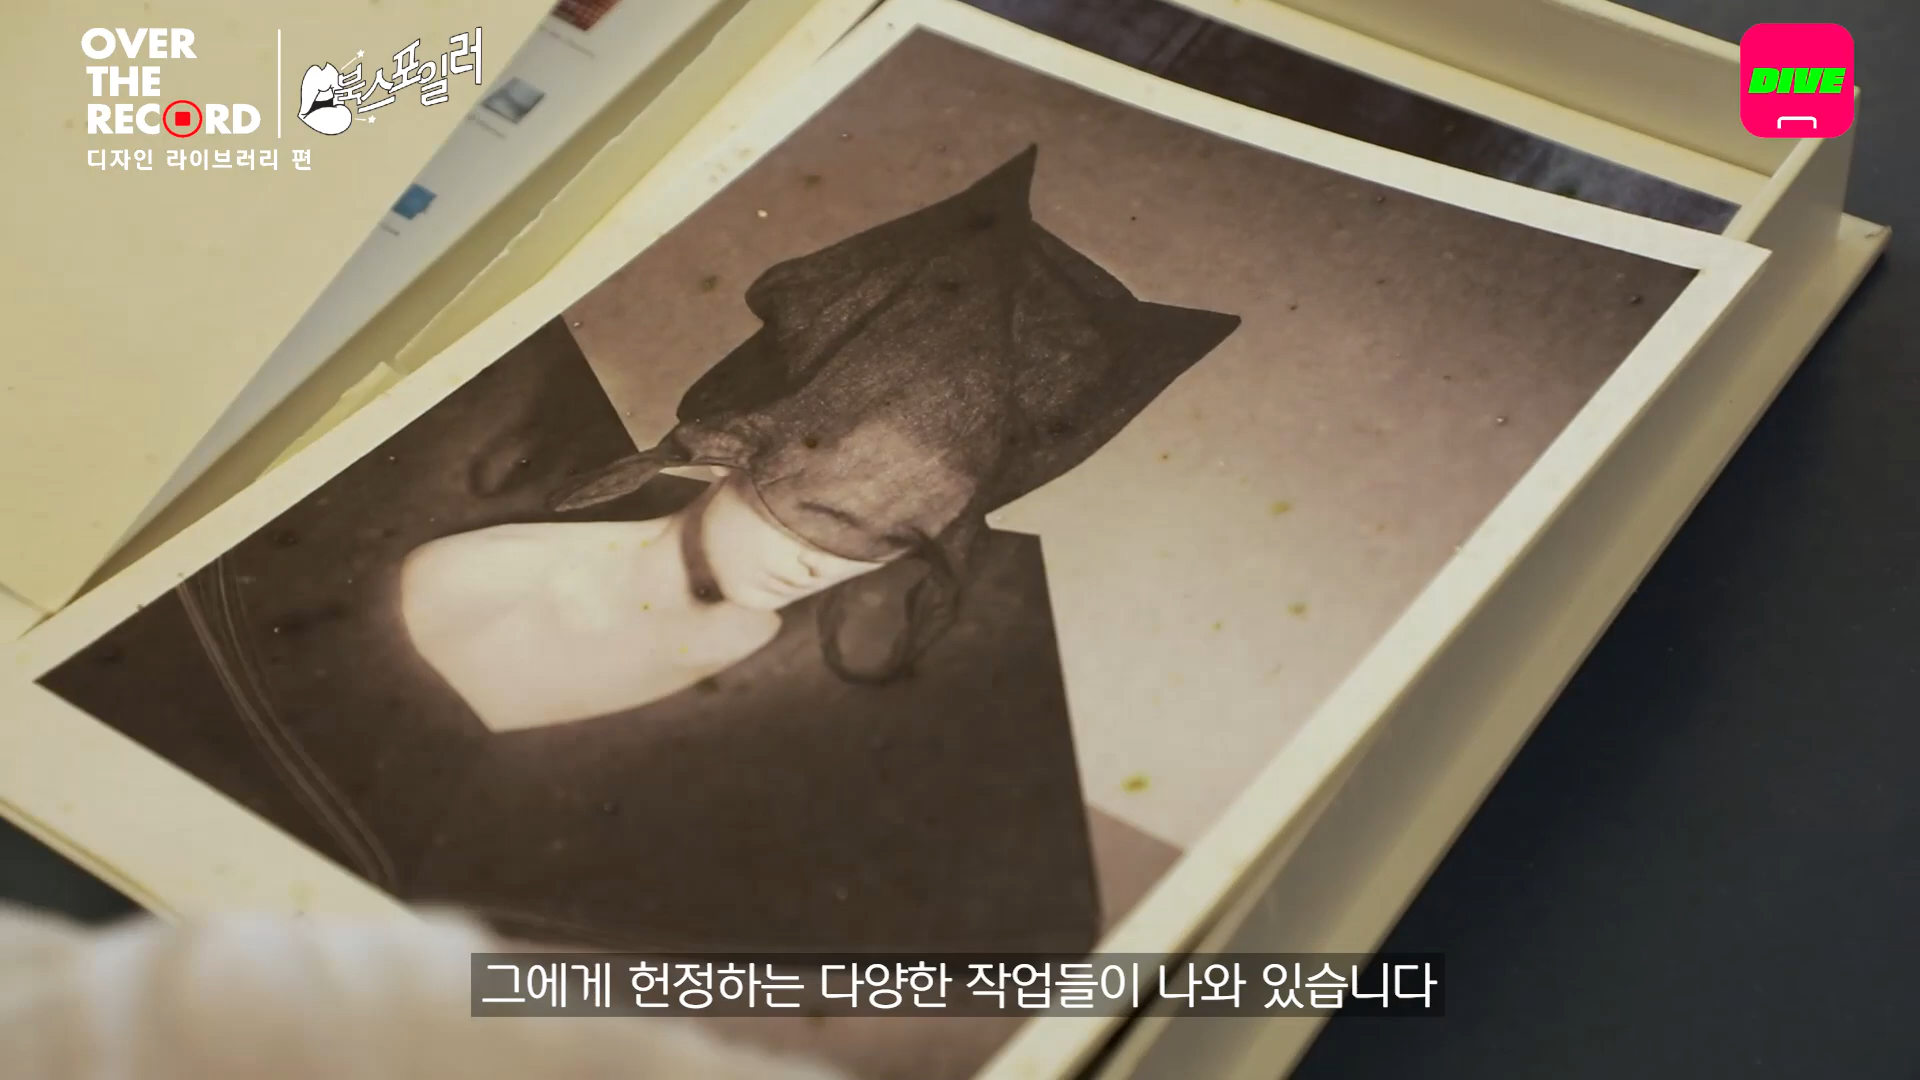 OVER
THE
RECORD
북스포일러
디자인 라이브러리 편
DIVE
그에게 헌정하는 다양한 작업들이 나와 있습니다